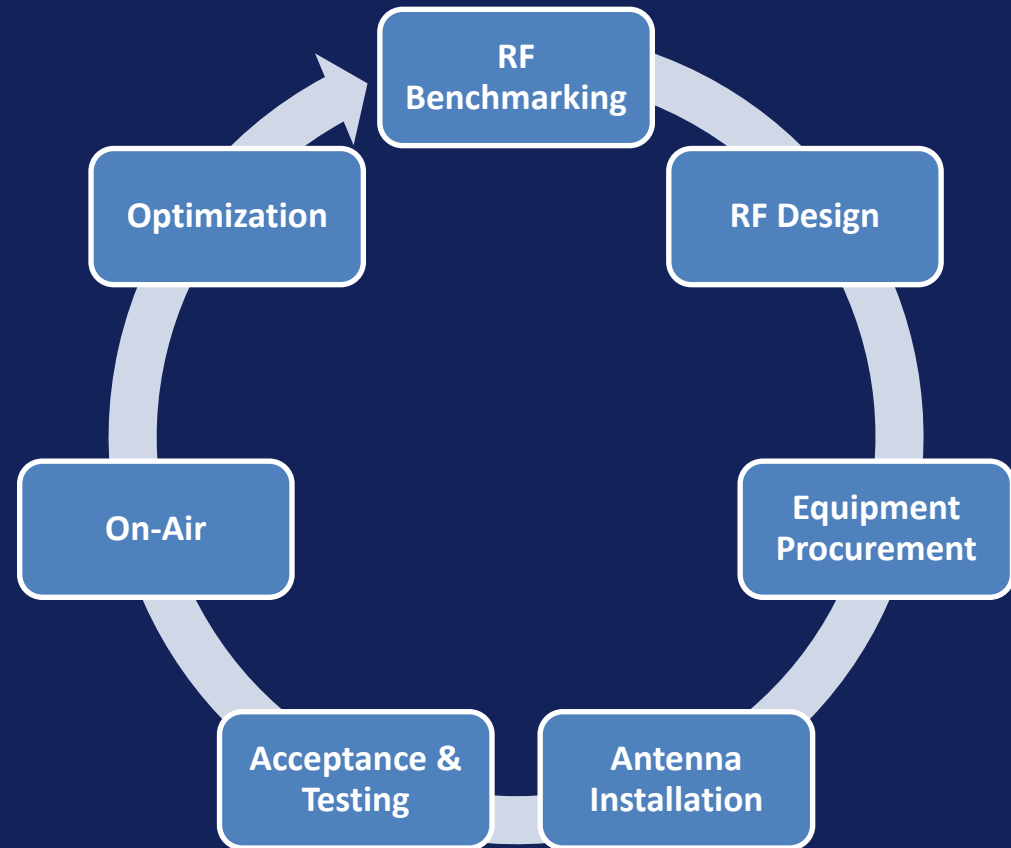 RF
Benchmarking
RF Design
Equipment
Procurement
Antenna
Installation
Acceptance &
Testing
On-Air
Optimization